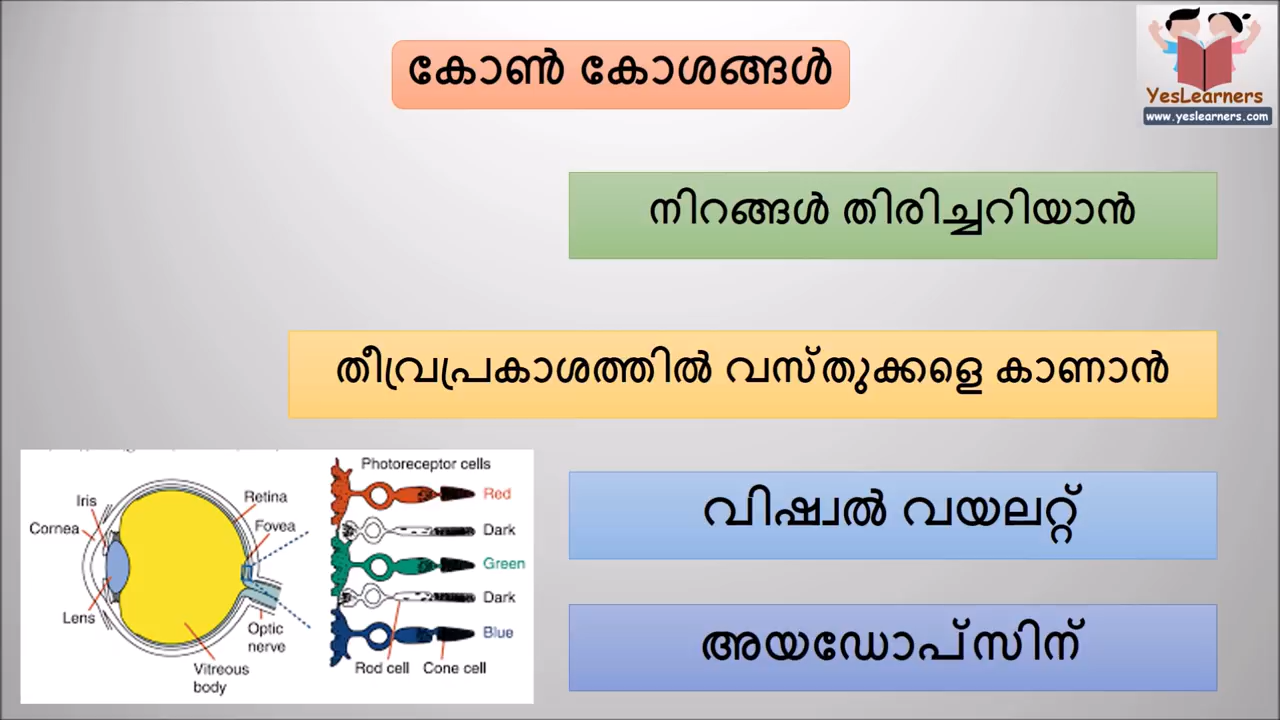 കോൺ കോശങ്ങൾ
YesLearners
www.yeslearners.com
നിറങ്ങൾ തിരിച്ചറിയാൻ
തീവ്രപ്രകാശത്തിൽ വസ്തുക്കളെ കാണാൻ
വിഷ്വൽ വയലറ്റ്
അയഡോപ്സിന്
Photoreceptor cells
Iris
Retina
Red
Cornea
Fovea
Dark
Green
Dark
Lens
Optic
nerve
Blue
Vitreous
body
Rod cell
Cone cell